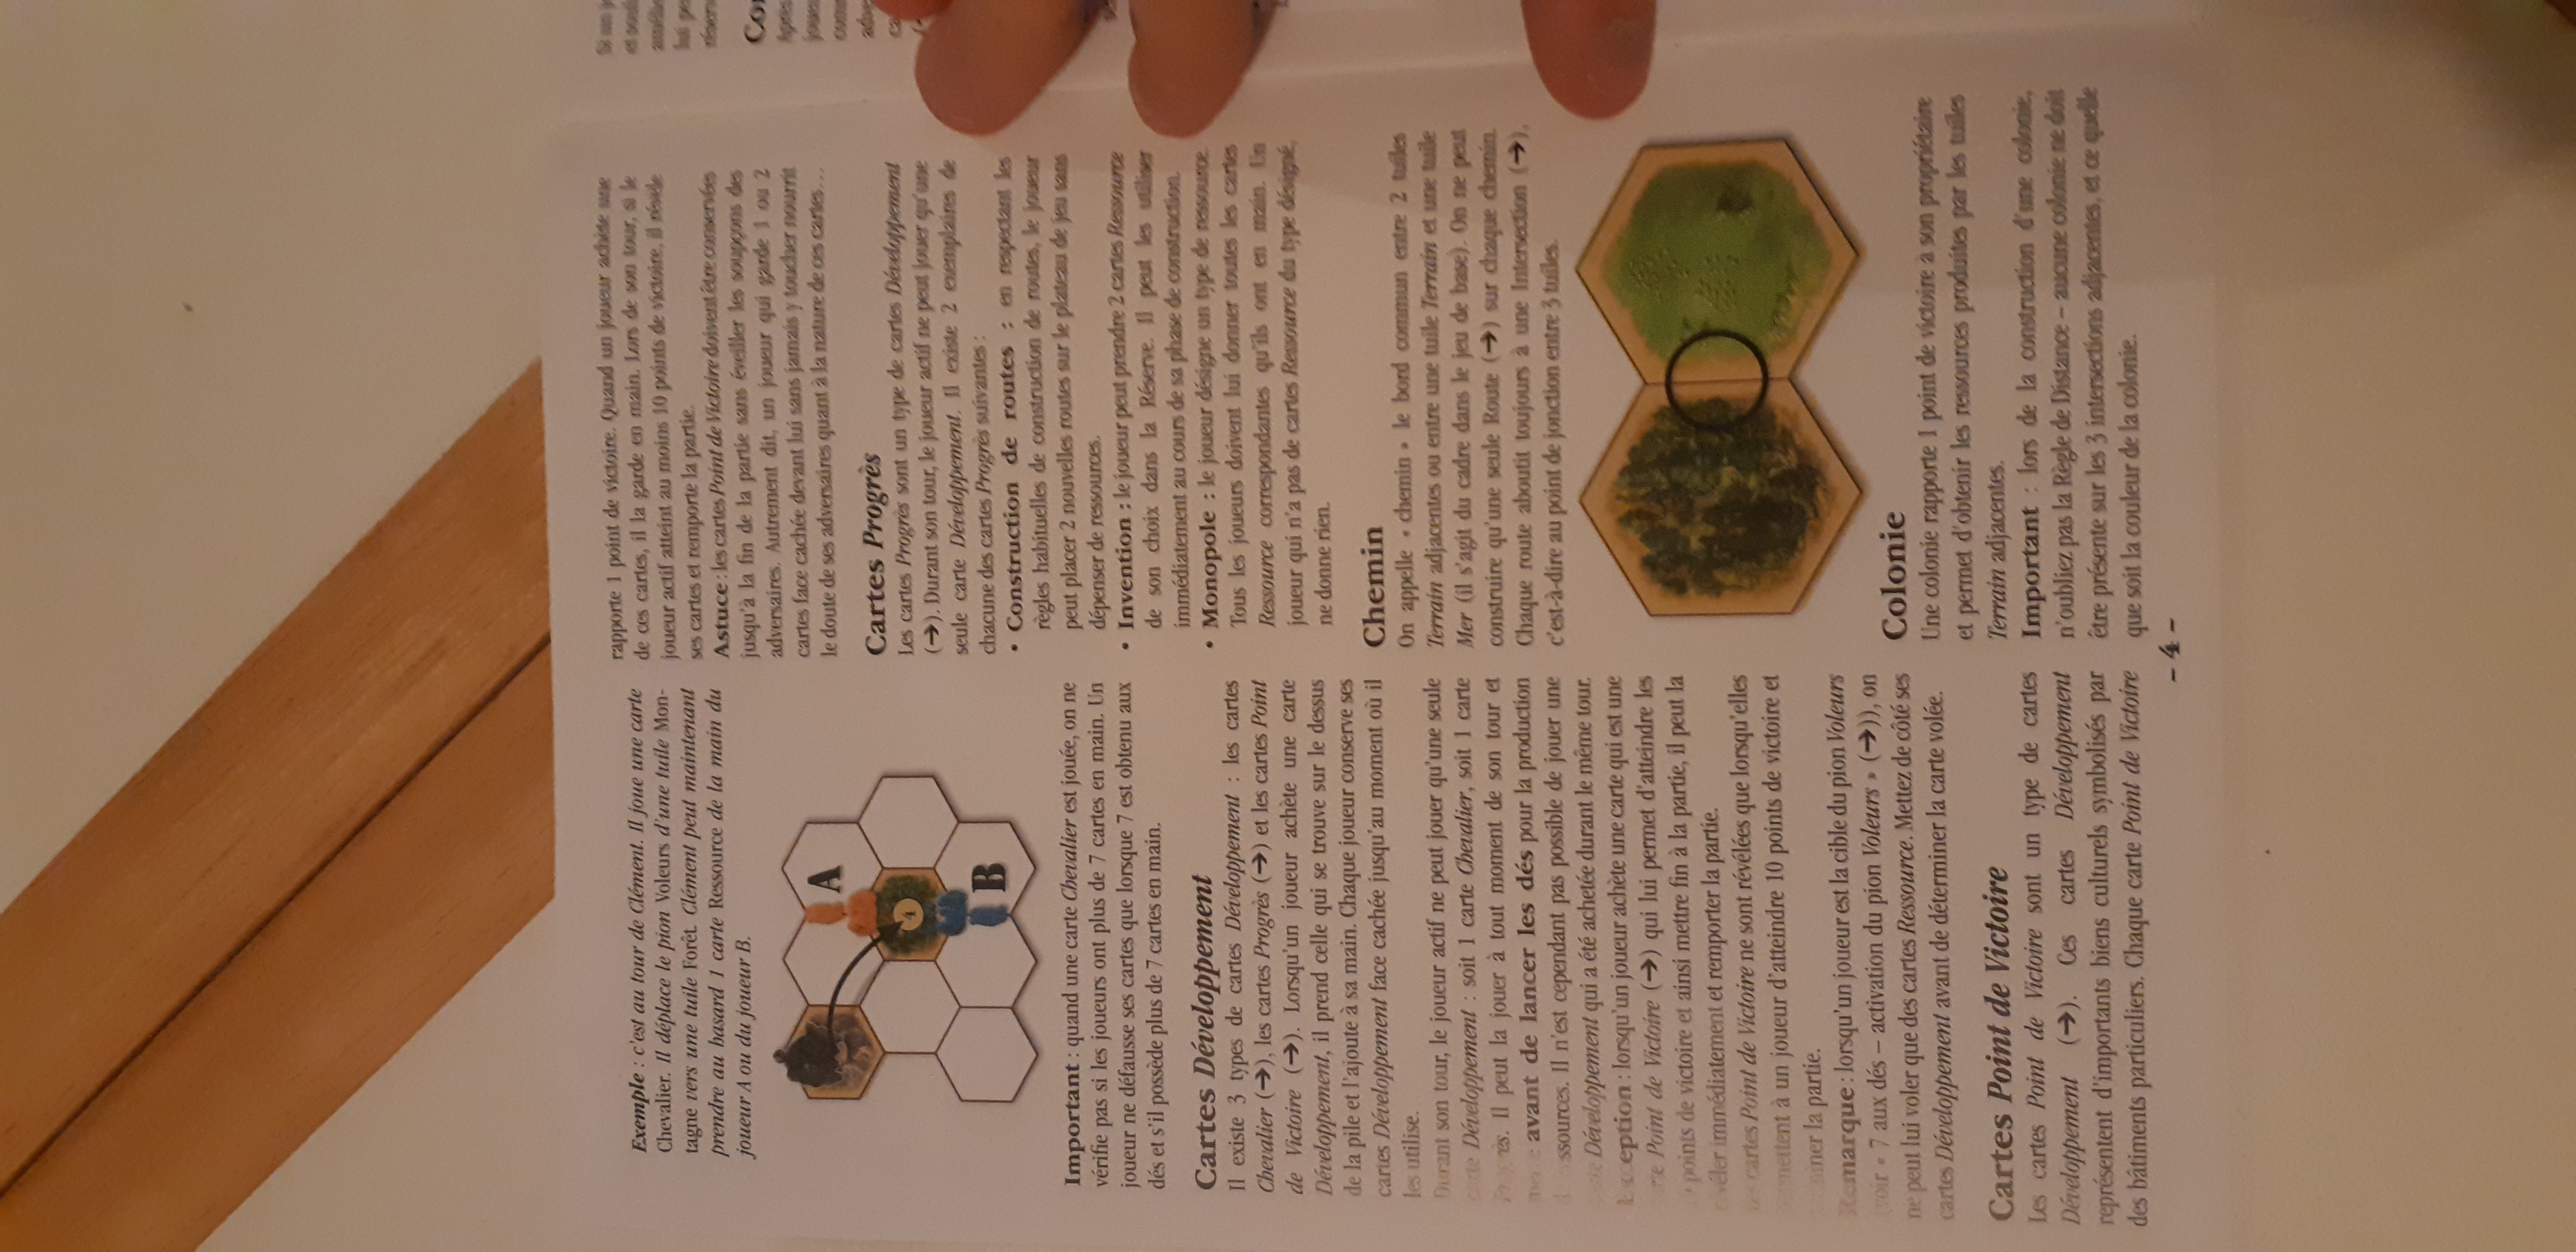 Exemple : c'est au tour de Clément. Il joue une carte
Chevalier. Il déplace le pion Voleurs d'une tuile Mon-
tagne vers une tuile Forêt. Clément peut maintenant
prendre au hasard 1 carte Ressource de la main du
joueur A ou du joueur B.
A
4
B
Important : quand une carte Chevalier est jouée, on ne
vérifie pas si les joueurs ont plus de 7 cartes en main. Un
joueur ne défausse ses cartes que lorsque 7 est obtenu aux
dés et s'il possède plus de 7 cartes en main.
Cartes Développement
Il existe 3 types de cartes Développement : les cartes
Chevalier (➔), les cartes Progrès (➔) et les cartes Point
de Victoire (➔). Lorsqu'un joueur achète une carte
Développement, il prend celle qui se trouve sur le dessus
de la pile et l'ajoute à sa main. Chaque joueur conserve ses
cartes Développement face cachée jusqu'au moment où il
les utilise.
Durant son tour, le joueur actif ne peut jouer qu'une seule
carte Développement : soit 1 carte Chevalier, soit 1 carte
Progrès. Il peut la jouer à tout moment de son tour et
avant de lancer les dés pour la production
ssources. Il n'est cependant pas possible de jouer une
Développement qui a été achetée durant le même tour.
Exception : lorsqu'un joueur achète une carte qui est une
Point de Victoire (➔) qui lui permet d'atteindre les
points de victoire et ainsi mettre fin à la partie, il peut la
révéler immédiatement et remporter la partie.
Les cartes Point de Victoire ne sont révélées que lorsqu'elles
permettent à un joueur d'atteindre 10 points de victoire et
miner la partie.
Remarque : lorsqu'un joueur est la cible du pion Voleurs
(voir « 7 aux dés – activation du pion Voleurs » (➔)), on
ne peut lui voler que des cartes Ressource. Mettez de côté ses
cartes Développement avant de déterminer la carte volée.
Cartes Point de Victoire
Les cartes Point de Victoire sont un type de cartes
Développement (➔). Ces cartes Développement
représentent d'importants biens culturels symbolisés par
des bâtiments particuliers. Chaque carte Point de Victoire
rapporte 1 point de victoire. Quand un joueur achète une
de ces cartes, il la garde en main. Lors de son tour, si le
joueur actif atteint au moins 10 points de victoire, il révèle
ses cartes et remporte la partie.
Astuce : les cartes Point de Victoire doivent être conservées
jusqu'à la fin de la partie sans éveiller les soupçons des
adversaires. Autrement dit, un joueur qui garde 1 ou 2
cartes face cachée devant lui sans jamais y toucher nourrit
le doute de ses adversaires quant à la nature de ces cartes...
Cartes Progrès
Les cartes Progrès sont un type de cartes Développement
(➔). Durant son tour, le joueur actif ne peut jouer qu'une
seule carte Développement. Il existe 2 exemplaires de
chacune des cartes Progrès suivantes :
• Construction de routes : en respectant les
règles habituelles de construction de routes, le joueur
peut placer 2 nouvelles routes sur le plateau de jeu sans
dépenser de ressources.
• Invention : le joueur peut prendre 2 cartes Ressource
de son choix dans la Réserve. Il peut les utiliser
immédiatement au cours de sa phase de construction.
• Monopole : le joueur désigne un type de ressource.
Tous les joueurs doivent lui donner toutes les cartes
Ressource correspondantes qu'ils ont en main. Un
joueur qui n'a pas de cartes Ressource du type désigné,
ne donne rien.
Chemin
On appelle « chemin » le bord commun entre 2 tuiles
Terrain adjacentes ou entre une tuile Terrain et une tuile
Mer (il s'agit du cadre dans le jeu de base). On ne peut
construire qu'une seule Route (➔) sur chaque chemin.
Chaque route aboutit toujours à une Intersection (➔),
c'est-à-dire au point de jonction entre 3 tuiles.
Colonie
Une colonie rapporte 1 point de victoire à son propriétaire
et permet d'obtenir les ressources produites par les tuiles
Terrain adjacentes.
Important : lors de la construction d'une colonie,
n'oubliez pas la Règle de Distance – aucune colonie ne doit
être présente sur les 3 intersections adjacentes, et ce quelle
que soit la couleur de la colonie.
- 4 -